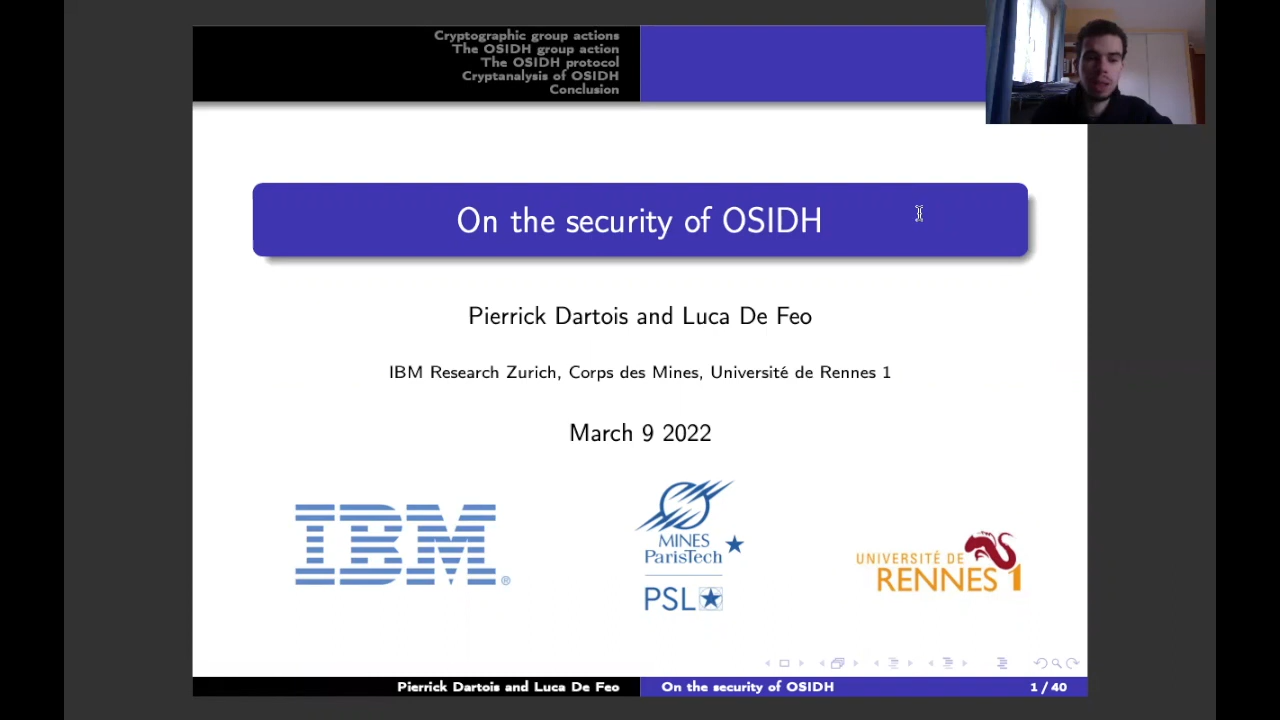 Cryptographic group actions
The OSIDH group action
The OSIDH protocol
Cryptanalysis of OSIDH
Conclusion
On the security of OSIDH
Pierrick Dartois and Luca De Feo
IBM Research Zurich, Corps des Mines, Université de Rennes 1
March 9 2022
IBM®
MINES
ParisTech
PSL
UNIVERSITÉ DE
RENNES 1
Pierrick Dartois and Luca De Feo
On the security of OSIDH
1 / 40